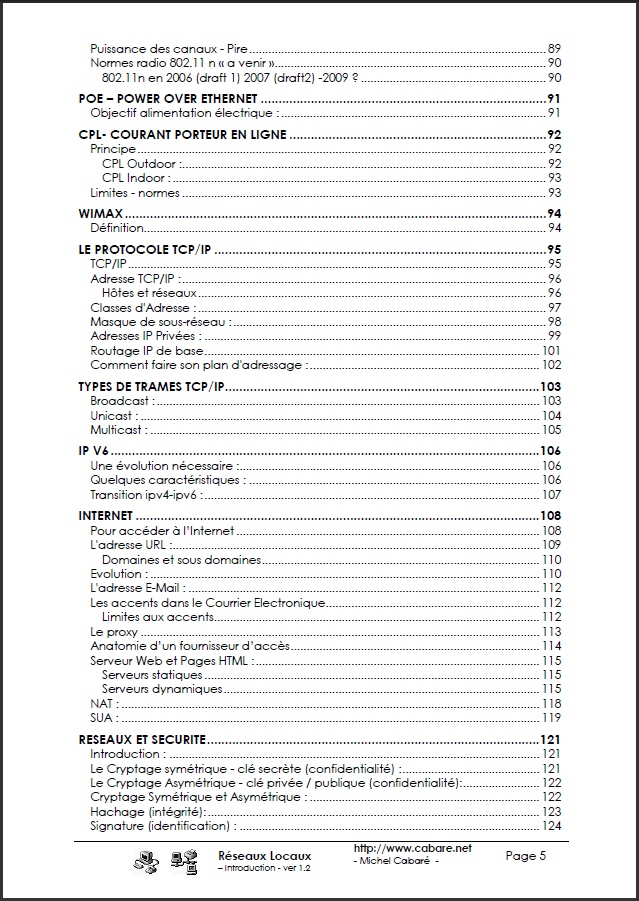 Puissance des canaux - Pire ........ 89
Normes radio 802.11 n « a venir » ........ 90
802.11n en 2006 (draft 1) 2007 (draft2) -2009 ? ........ 90
POE – POWER OVER ETHERNET ........ 91
Objectif alimentation électrique : ........ 91
CPL- COURANT PORTEUR EN LIGNE ........ 92
Principe ........ 92
CPL Outdoor : ........ 92
CPL Indoor : ........ 93
Limites - normes ........ 93
WIMAX ........ 94
Définition ........ 94
LE PROTOCOLE TCP/IP ........ 95
TCP/IP ........ 95
Adresse TCP/IP : ........ 96
Hôtes et réseaux ........ 96
Classes d'Adresse : ........ 97
Masque de sous-réseau : ........ 98
Adresses IP Privées : ........ 99
Routage IP de base ........ 101
Comment faire son plan d'adressage : ........ 102
TYPES DE TRAMES TCP/IP ........ 103
Broadcast : ........ 103
Unicast : ........ 104
Multicast : ........ 105
IP V6 ........ 106
Une évolution nécessaire : ........ 106
Quelques caractéristiques : ........ 106
Transition ipv4-ipv6 : ........ 107
INTERNET ........ 108
Pour accéder à l'Internet ........ 108
L'adresse URL : ........ 109
Domaines et sous domaines ........ 110
Evolution : ........ 110
L'adresse E-Mail : ........ 112
Les accents dans le Courrier Electronique ........ 112
Limites aux accents ........ 112
Le proxy ........ 113
Anatomie d'un fournisseur d'accès ........ 114
Serveur Web et Pages HTML : ........ 115
Serveurs statiques ........ 115
Serveurs dynamiques ........ 115
NAT : ........ 118
SUA : ........ 119
RESEAUX ET SECURITE ........ 121
Introduction : ........ 121
Le Cryptage symétrique - clé secrète (confidentialité) : ........ 121
Le Cryptage Asymétrique - clé privée / publique (confidentialité): ........ 122
Cryptage Symétrique et Asymétrique : ........ 122
Hachage (intégrité): ........ 123
Signature (identification) : ........ 124
Réseaux Locaux http://www.cabare.net Page 5
– Introduction - ver 1.2 - Michel Cabaré -